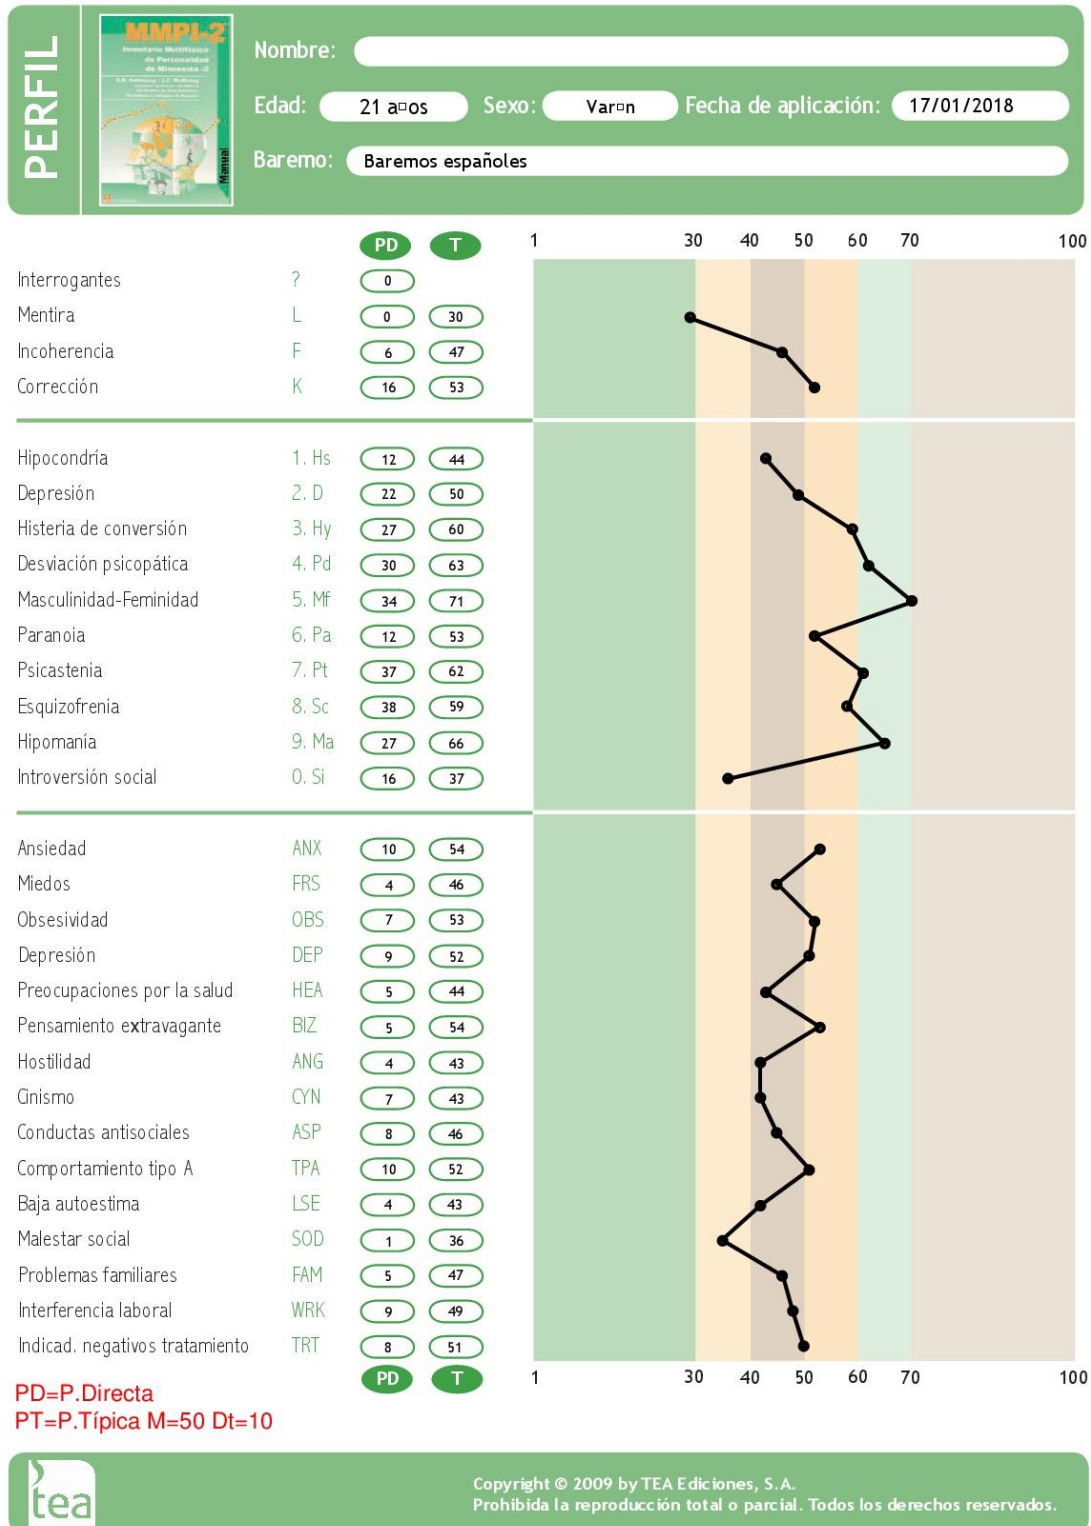 PERFIL
MMPI-2
Inventario Multifásico
de Personalidad
de Minnesota -2
Manual
Nombre:
Edad: 21 a▫os Sexo: Var▫n Fecha de aplicación: 17/01/2018
Baremo: Baremos españoles
PD T 1 30 40 50 60 70 100
Interrogantes ? 0
Mentira L 0 30
Incoherencia F 6 47
Corrección K 16 53
Hipocondría 1. Hs 12 44
Depresión 2. D 22 50
Histeria de conversión 3. Hy 27 60
Desviación psicopática 4. Pd 30 63
Masculinidad-Feminidad 5. Mf 34 71
Paranoia 6. Pa 12 53
Psicastenia 7. Pt 37 62
Esquizofrenia 8. Sc 38 59
Hipomanía 9. Ma 27 66
Introversión social 0. Si 16 37
Ansiedad ANX 10 54
Miedos FRS 4 46
Obsesividad OBS 7 53
Depresión DEP 9 52
Preocupaciones por la salud HEA 5 44
Pensamiento extravagante BIZ 5 54
Hostilidad ANG 4 43
Cinismo CYN 7 43
Conductas antisociales ASP 8 46
Comportamiento tipo A TPA 10 52
Baja autoestima LSE 4 43
Malestar social SOD 1 36
Problemas familiares FAM 5 47
Interferencia laboral WRK 9 49
Indicad. negativos tratamiento TRT 8 51
PD T 1 30 40 50 60 70 100
PD=P.Directa
PT=P.Típica M=50 Dt=10
tea
Copyright © 2009 by TEA Ediciones, S.A.
Prohibida la reproducción total o parcial. Todos los derechos reservados.